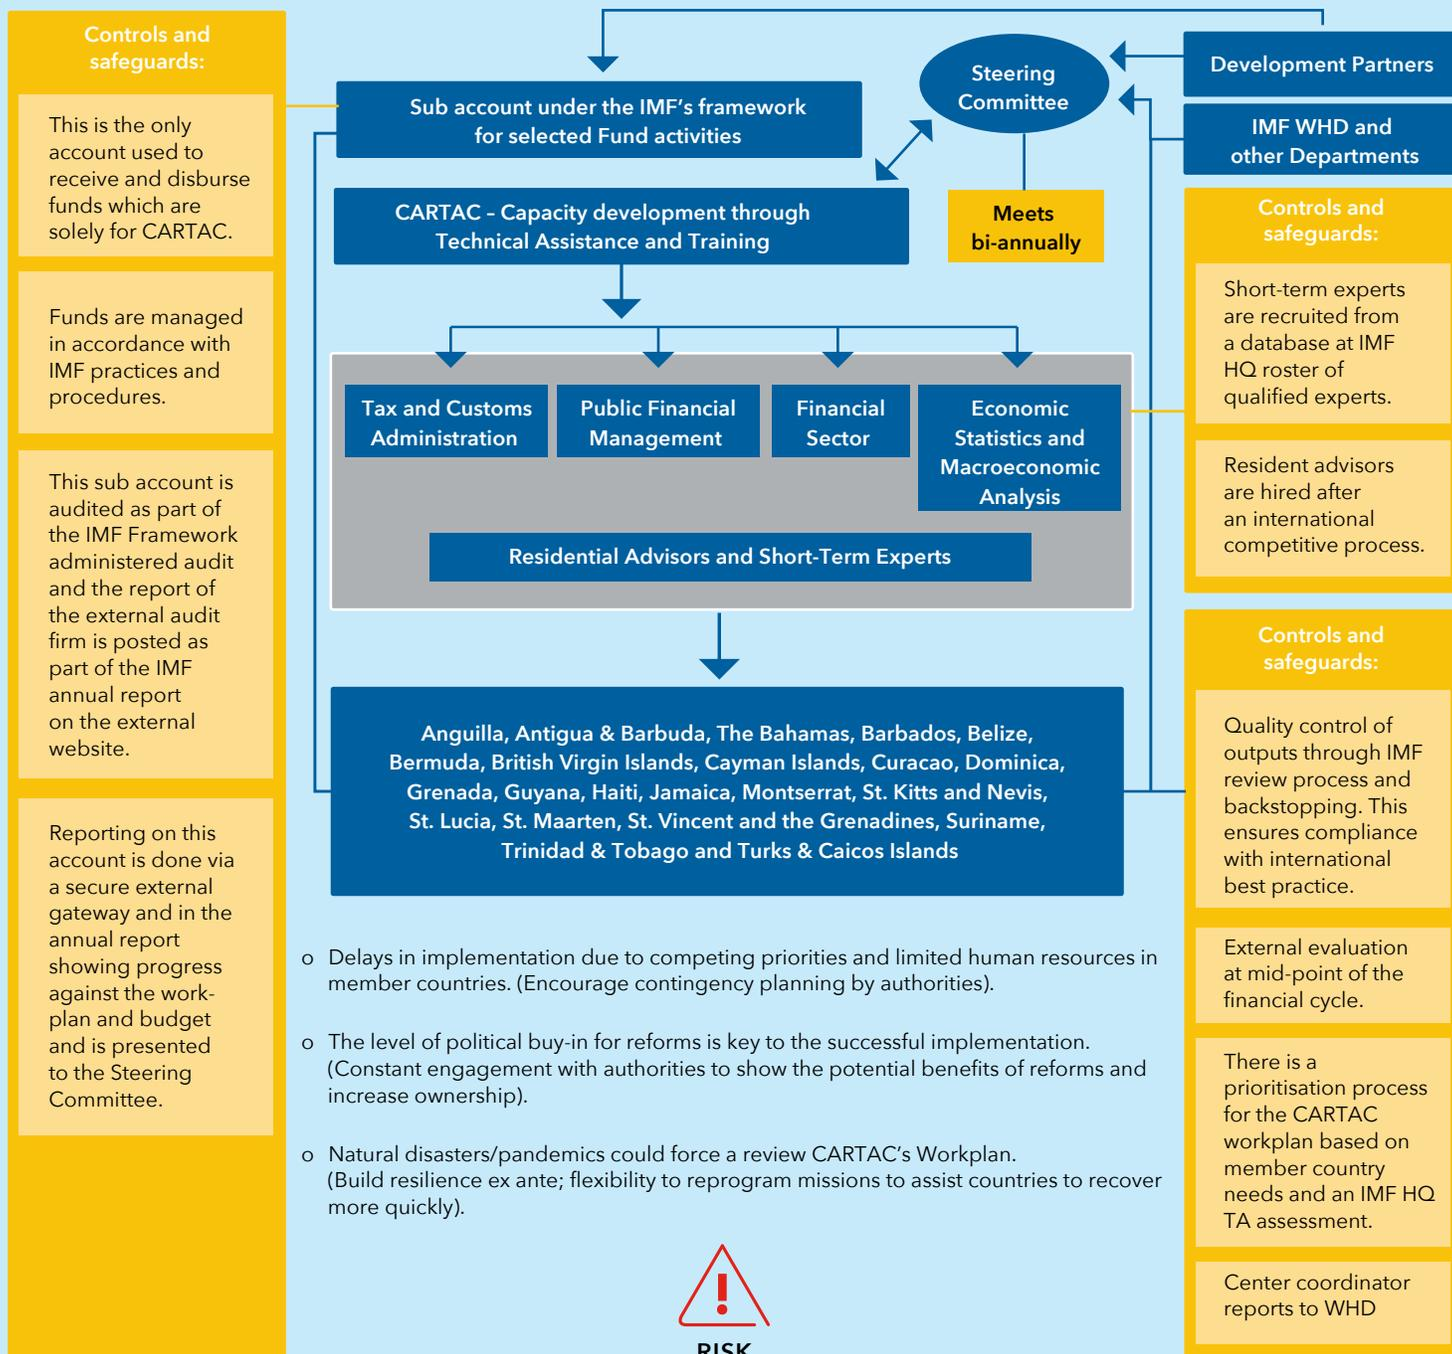 Controls and
safeguards:
This is the only
account used to
receive and disburse
funds which are
solely for CARTAC.
Funds are managed
in accordance with
IMF practices and
procedures.
This sub account is
audited as part of
the IMF Framework
administered audit
and the report of
the external audit
firm is posted as
part of the IMF
annual report
on the external
website.
Reporting on this
account is done via
a secure external
gateway and in the
annual report
showing progress
against the work-
plan and budget
and is presented
to the Steering
Committee.
Sub account under the IMF's framework
for selected Fund activities
Steering
Committee
Development Partners
IMF WHD and
other Departments
CARTAC – Capacity development through
Technical Assistance and Training
Meets
bi-annually
Tax and Customs
Administration
Public Financial
Management
Financial
Sector
Economic
Statistics and
Macroeconomic
Analysis
Residential Advisors and Short-Term Experts
Anguilla, Antigua & Barbuda, The Bahamas, Barbados, Belize,
Bermuda, British Virgin Islands, Cayman Islands, Curacao, Dominica,
Grenada, Guyana, Haiti, Jamaica, Montserrat, St. Kitts and Nevis,
St. Lucia, St. Maarten, St. Vincent and the Grenadines, Suriname,
Trinidad & Tobago and Turks & Caicos Islands
o Delays in implementation due to competing priorities and limited human resources in
member countries. (Encourage contingency planning by authorities).
o The level of political buy-in for reforms is key to the successful implementation.
(Constant engagement with authorities to show the potential benefits of reforms and
increase ownership).
o Natural disasters/pandemics could force a review CARTAC's Workplan.
(Build resilience ex ante; flexibility to reprogram missions to assist countries to recover
more quickly).
RISK
Controls and
safeguards:
Short-term experts
are recruited from
a database at IMF
HQ roster of
qualified experts.
Resident advisors
are hired after
an international
competitive process.
Controls and
safeguards:
Quality control of
outputs through IMF
review process and
backstopping. This
ensures compliance
with international
best practice.
External evaluation
at mid-point of the
financial cycle.
There is a
prioritisation process
for the CARTAC
workplan based on
member country
needs and an IMF HQ
TA assessment.
Center coordinator
reports to WHD